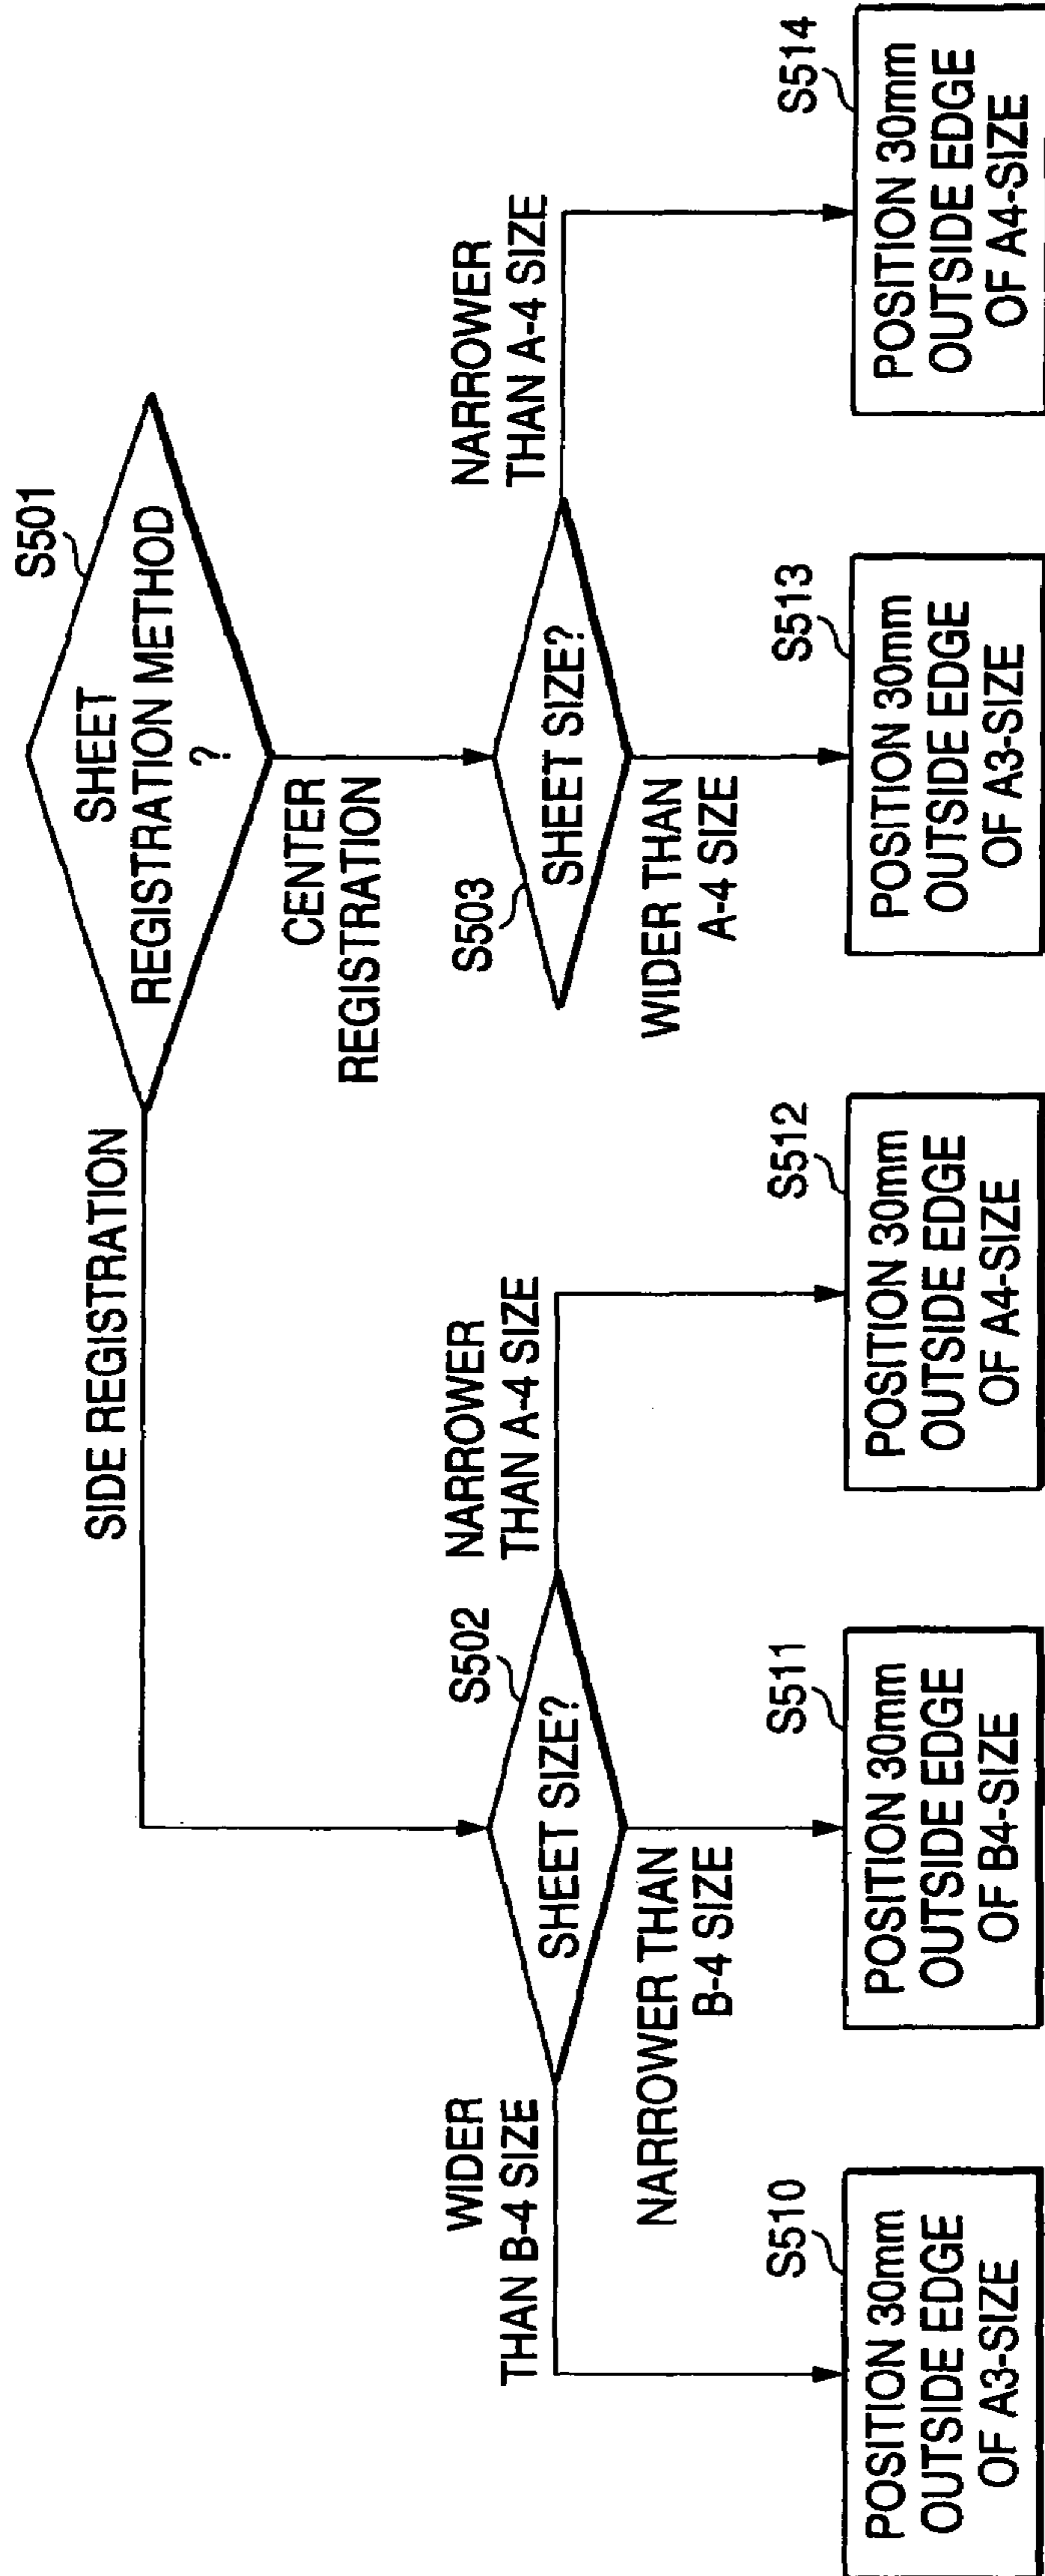 S501
SHEET
REGISTRATION METHOD
?
SIDE REGISTRATION
CENTER
REGISTRATION
S502
SHEET SIZE?
WIDER
THAN B-4 SIZE
NARROWER THAN
B-4 SIZE
NARROWER
THAN A-4 SIZE
S503
SHEET SIZE?
WIDER THAN
A-4 SIZE
NARROWER
THAN A-4 SIZE
S510
POSITION 30mm
OUTSIDE EDGE
OF A3-SIZE
S511
POSITION 30mm
OUTSIDE EDGE
OF B4-SIZE
S512
POSITION 30mm
OUTSIDE EDGE
OF A4-SIZE
S513
POSITION 30mm
OUTSIDE EDGE
OF A3-SIZE
S514
POSITION 30mm
OUTSIDE EDGE
OF A4-SIZE